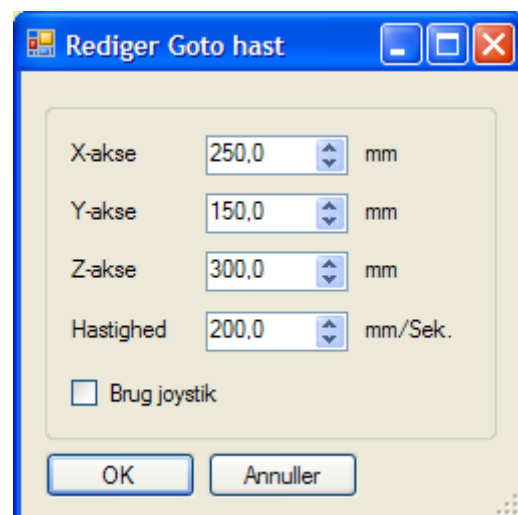 Rediger Goto hast
X-akse 250,0 mm
Y-akse 150,0 mm
Z-akse 300,0 mm
Hastighed 200,0 mm/Sek.
Brug joystik
OK Annuller